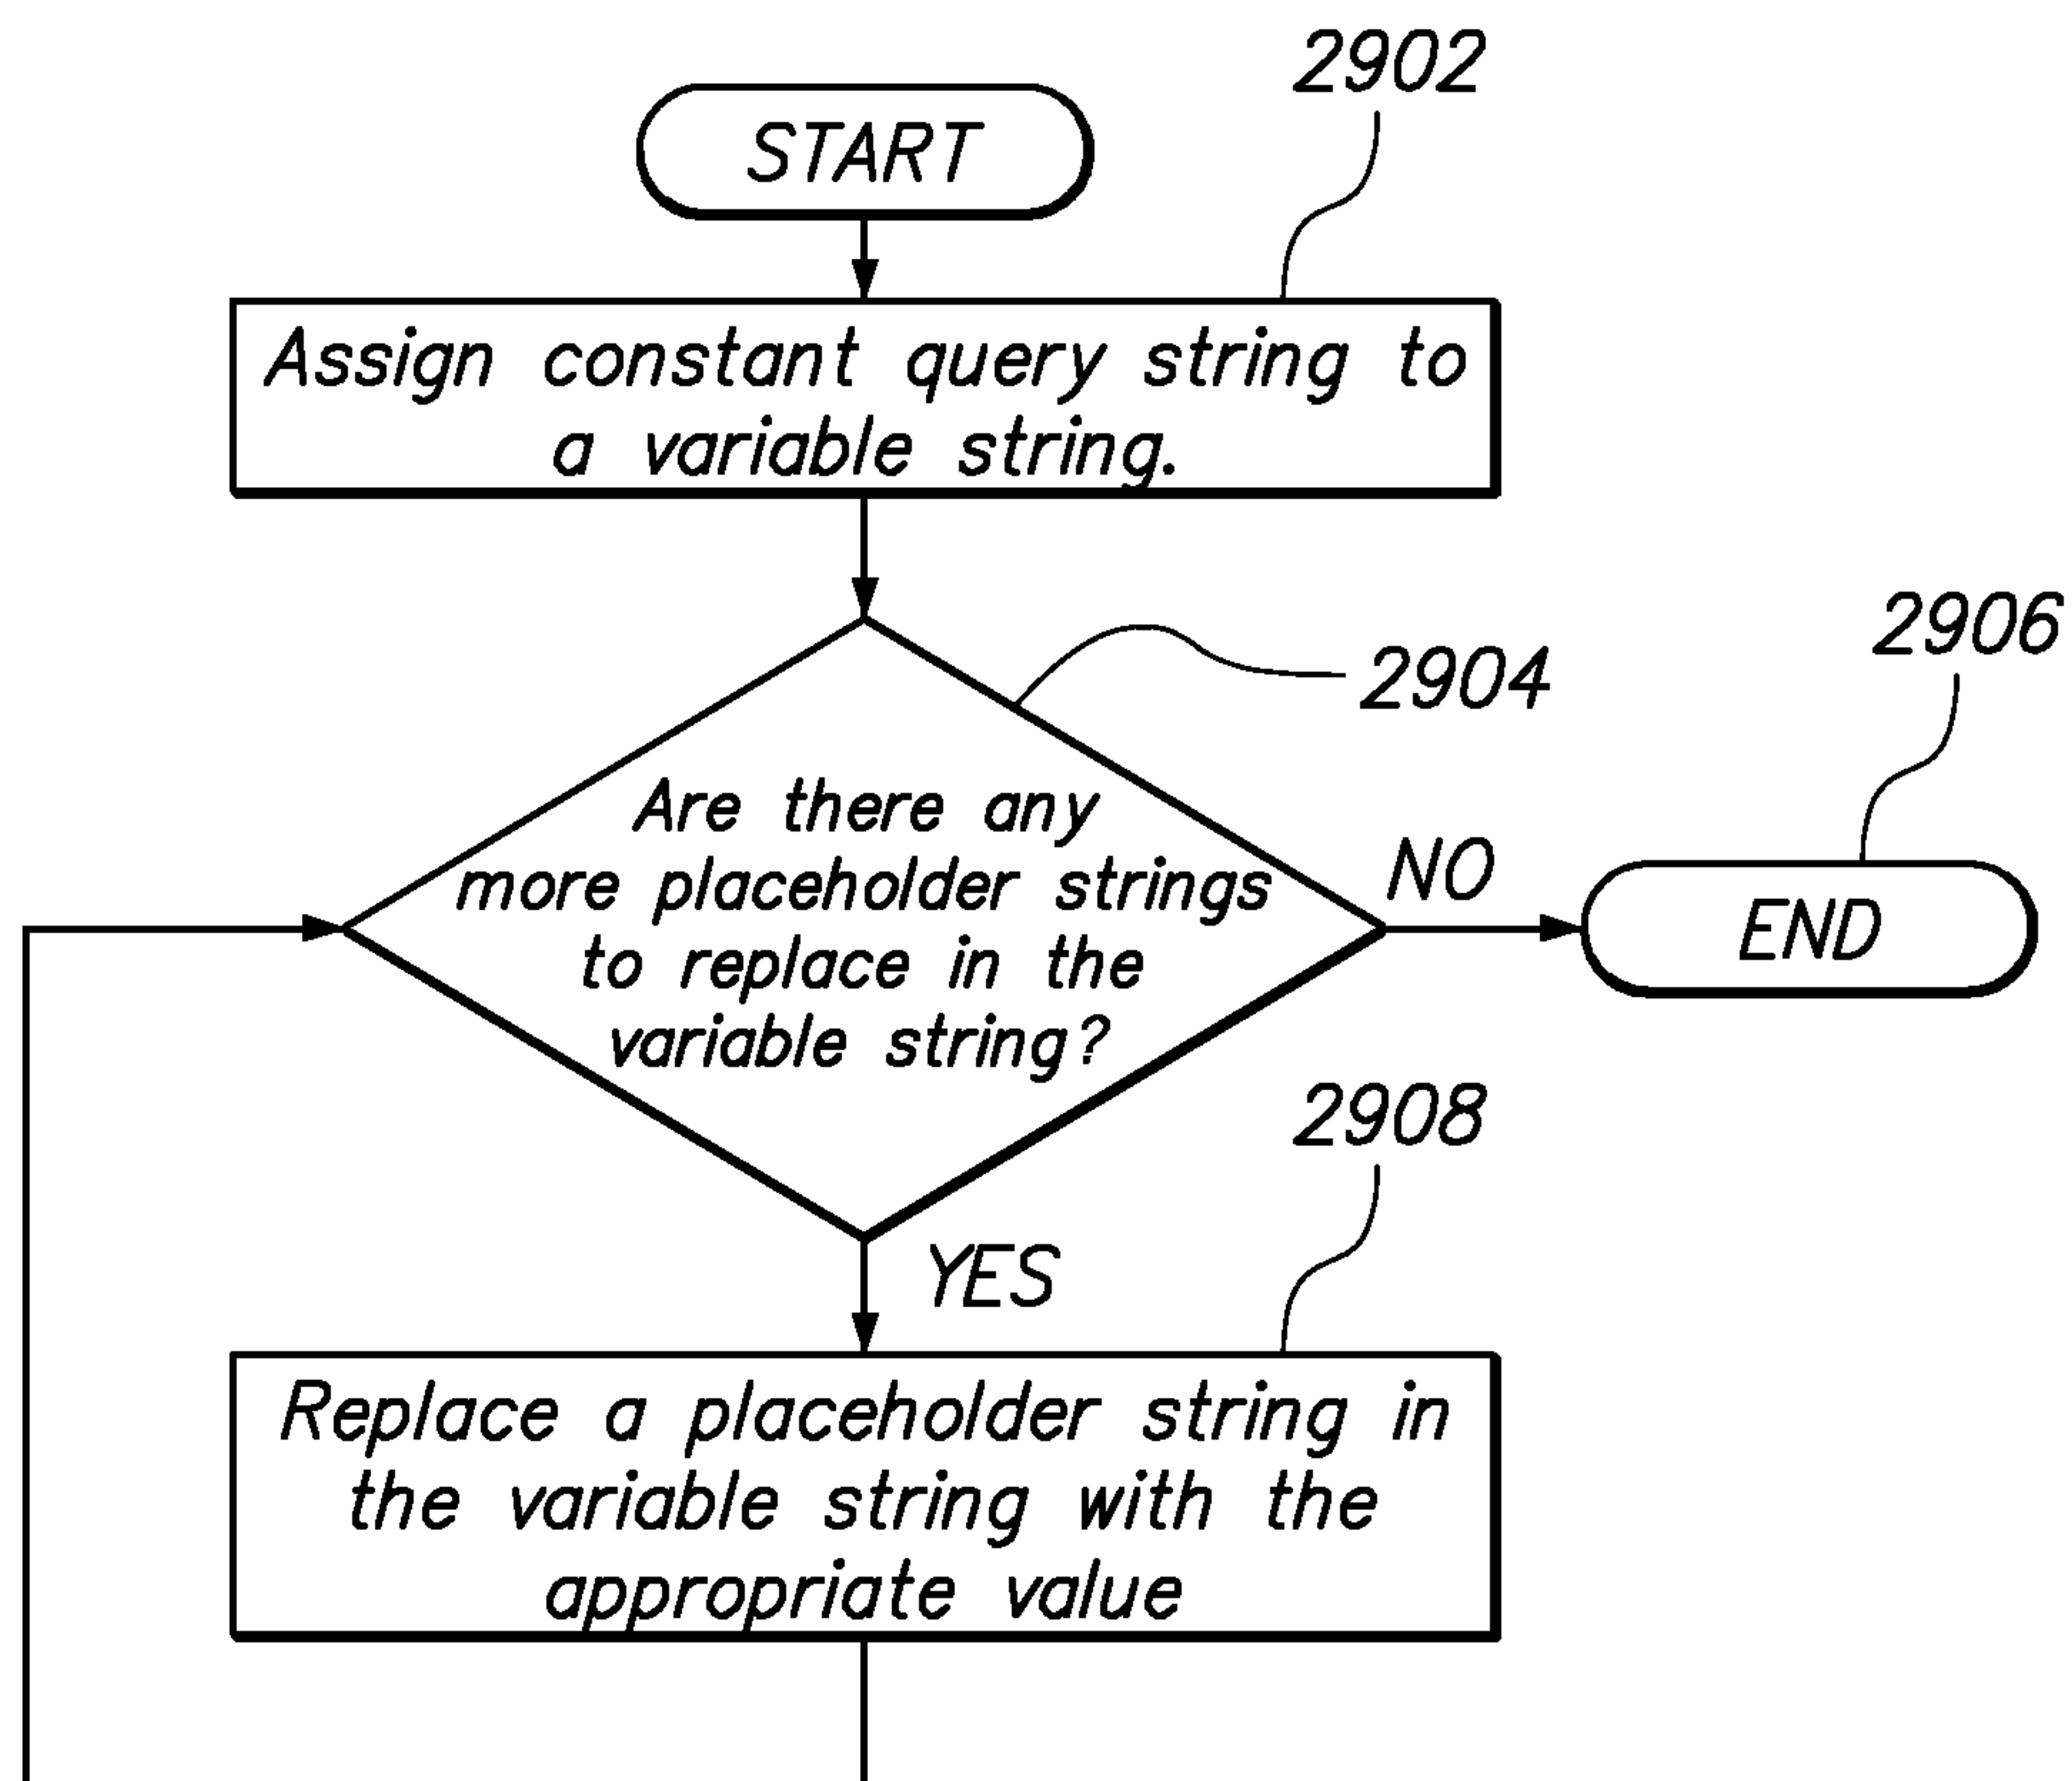 2902
START
Assign constant query string to
a variable string.
2904
2906
Are there any
more placeholder strings
to replace in the
variable string?
NO
END
2908
YES
Replace a placeholder string in
the variable string with the
appropriate value